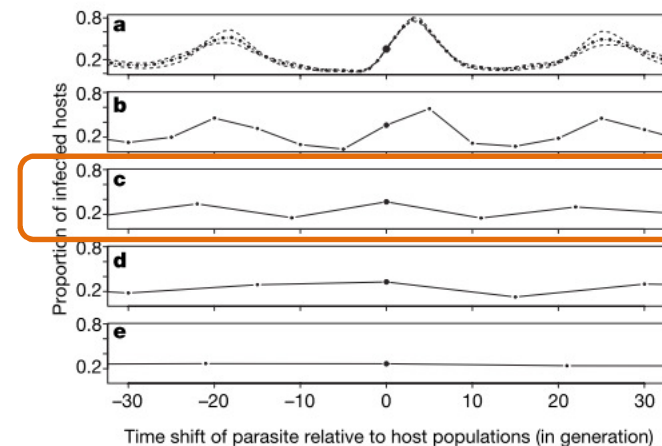 Proportion of infected hosts
0.8
0.2
a
0.8
0.2
b
0.8
0.2
c
0.8
0.2
d
0.8
0.2
e
–30 –20 –10 0 10 20 30
Time shift of parasite relative to host populations (in generation)